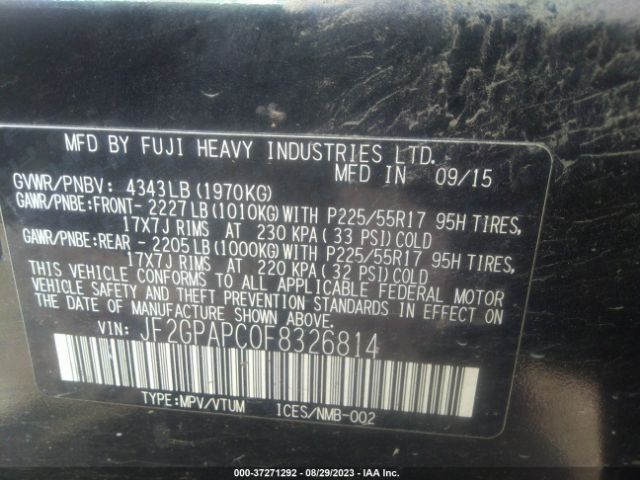 MFD BY FUJI HEAVY INDUSTRIES LTD.
MFD IN 09/15
GVWR/PNBV: 4343LB(1970KG)
GAWR/PNBE:FRONT-2227LB(1010KG)WITH P225/55R17 95H TIRES,
17X7J RIMS AT 230 KPA(33 PSI)COLD
GAWR/PNBE:REAR -2205LB(1000KG)WITH P225/55R17 95H TIRES,
17X7J RIMS AT 220 KPA(32 PSI)COLD
THIS VEHICLE CONFORMS TO ALL APPLICABLE FEDERAL MOTOR
VEHICLE SAFETY AND THEFT PREVENTION STANDARDS IN EFFECT ON
THE DATE OF MANUFACTURE SHOWN ABOVE.
VIN: JF2GPAPC0F8326814
TYPE:MPV/VTUM ICES/NMB-002
000-37271292 - 08/29/2023 - IAA Inc.